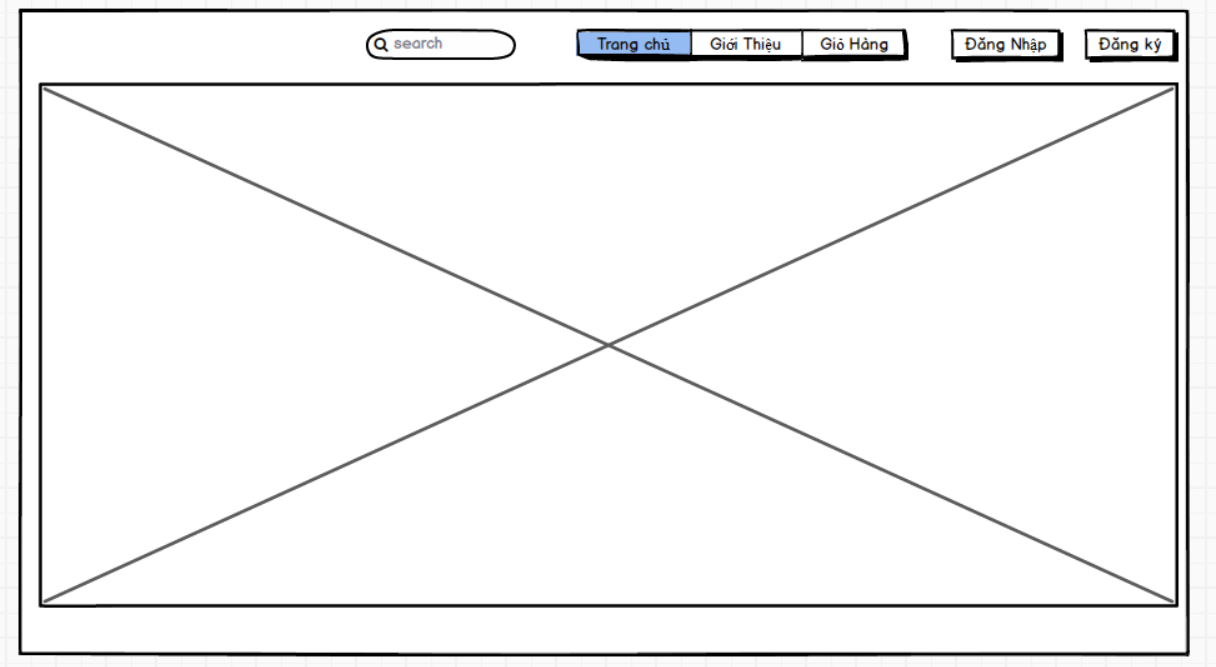 search Trang chủ Giới Thiệu Giỏ Hàng Đăng Nhập Đăng ký